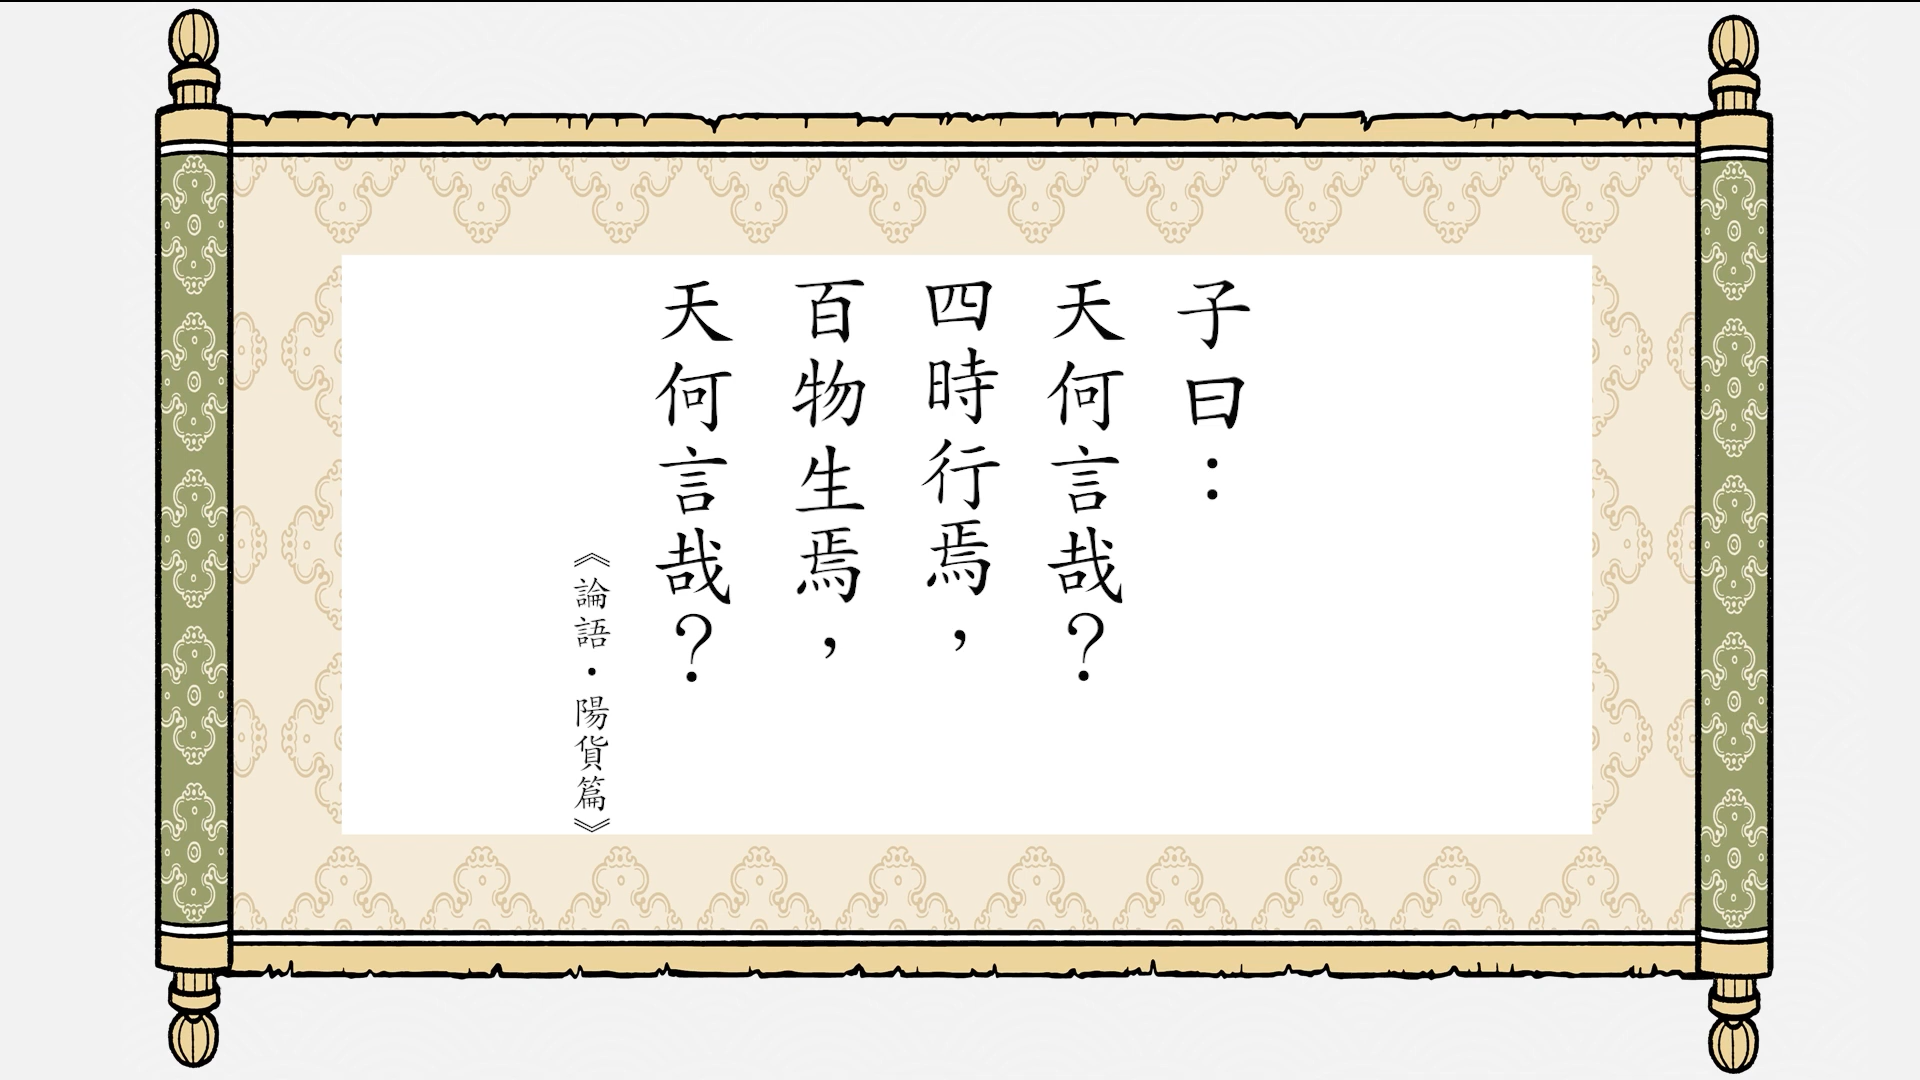 子曰：
天何言哉？
四時行焉，
百物生焉，
天何言哉？
《論語・陽貨篇》